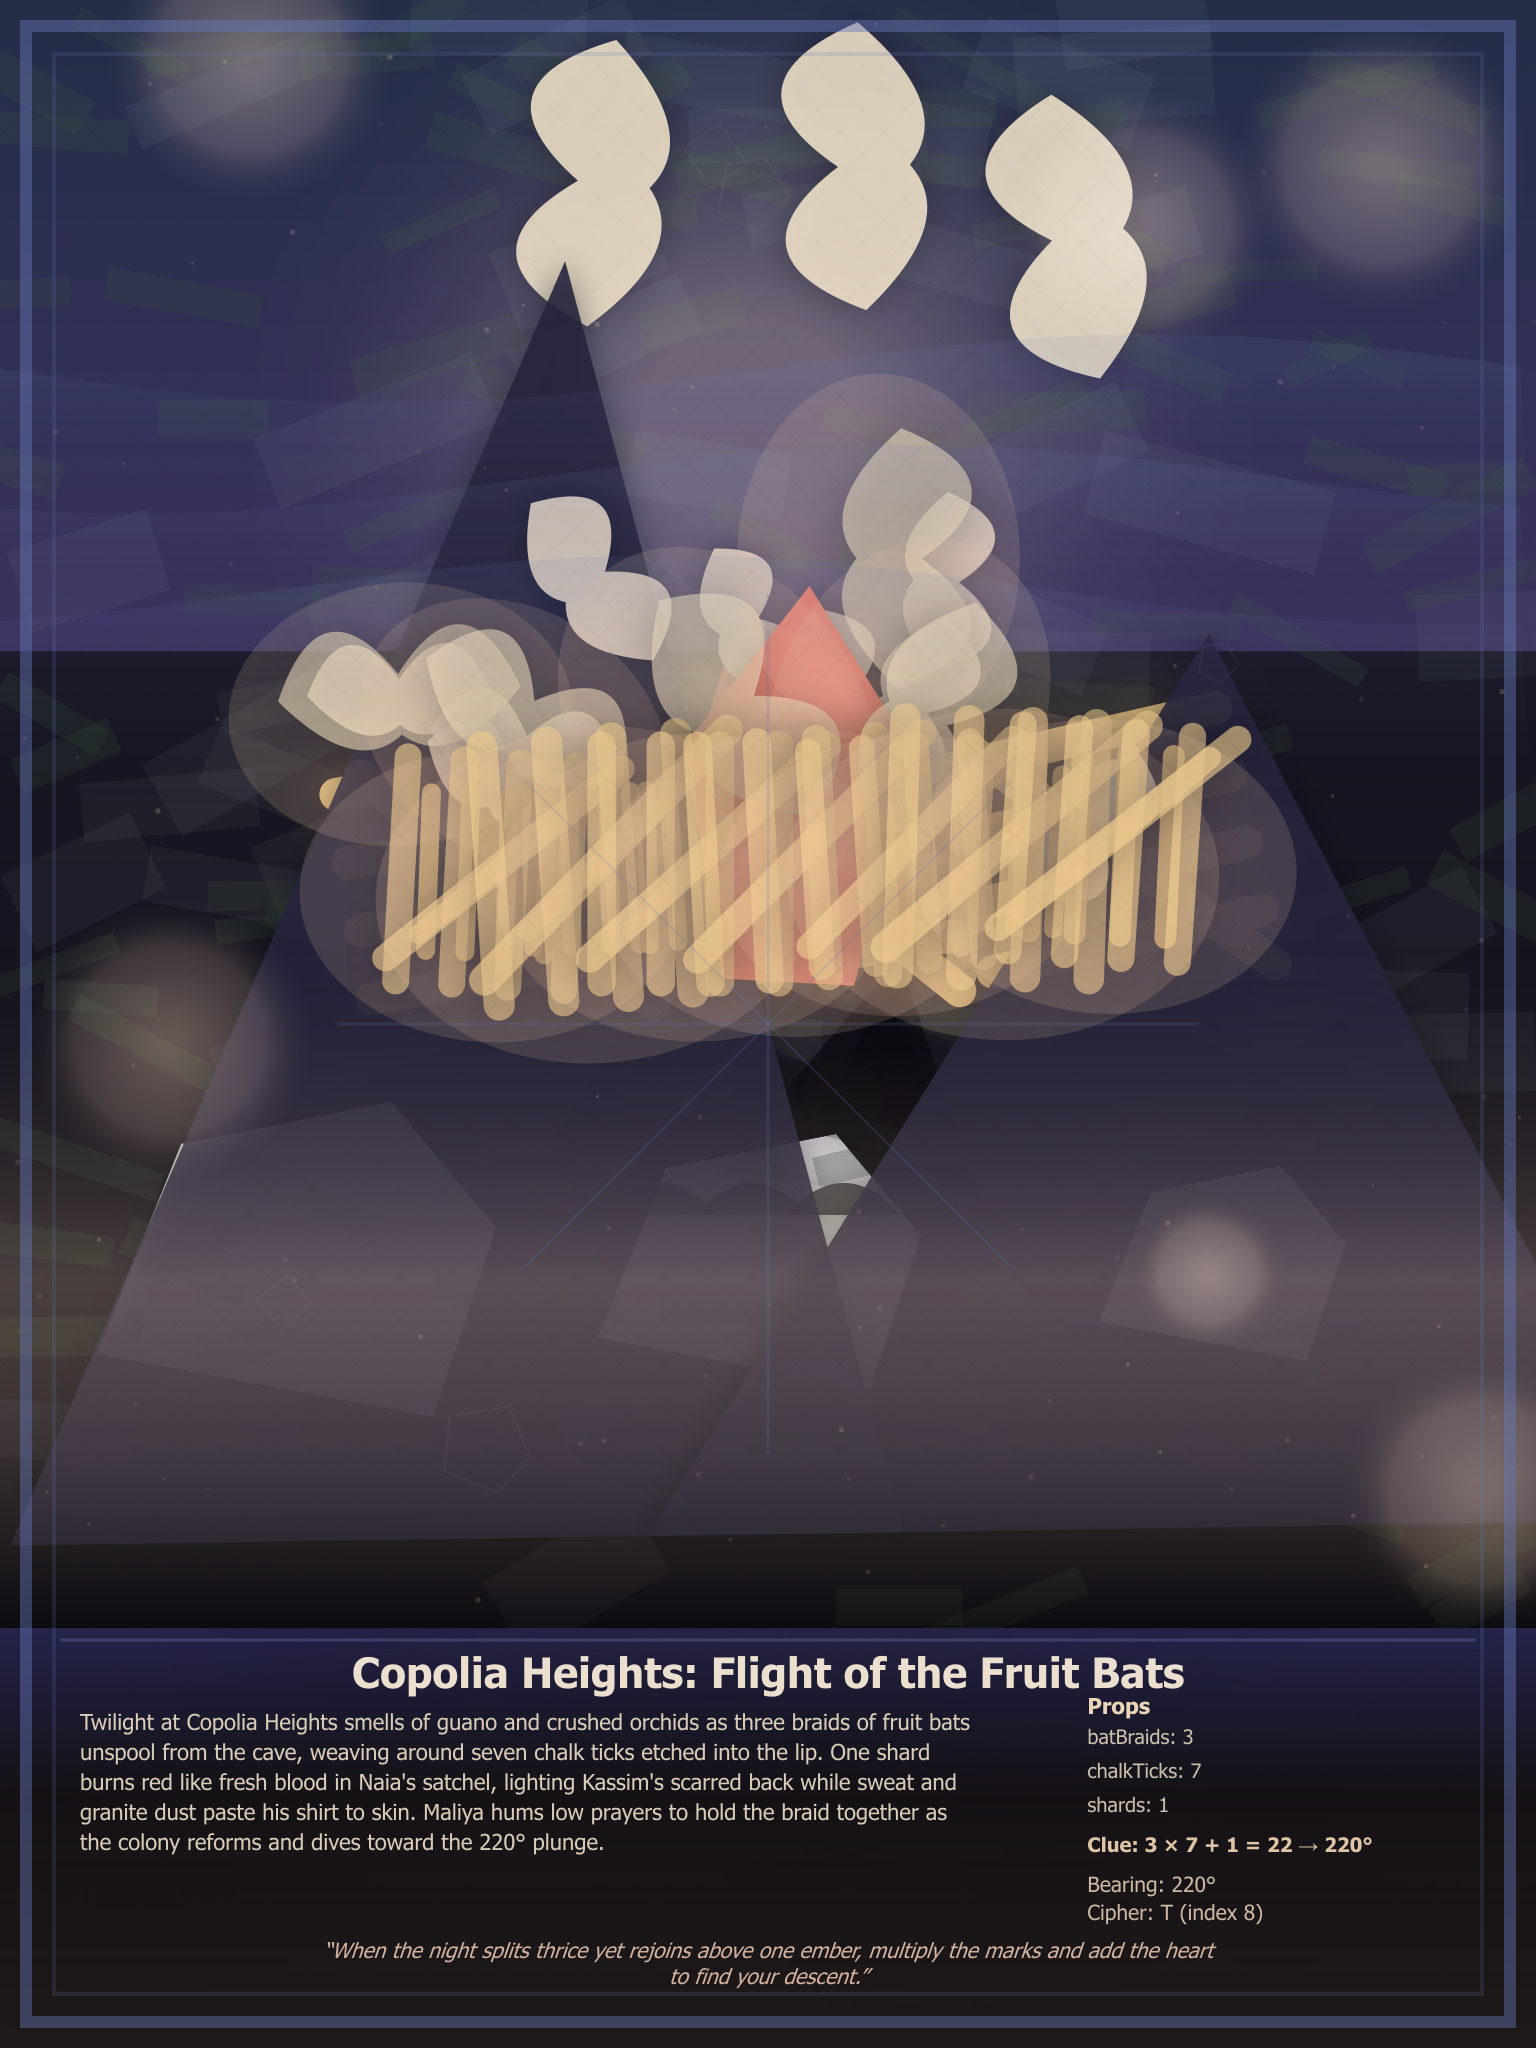 Copolia Heights: Flight of the Fruit Bats
Twilight at Copolia Heights smells of guano and crushed orchids as three braids of fruit bats
unspool from the cave, weaving around seven chalk ticks etched into the lip. One shard
burns red like fresh blood in Naia's satchel, lighting Kassim's scarred back while sweat and
granite dust paste his shirt to skin. Maliya hums low prayers to hold the braid together as
the colony reforms and dives toward the 220° plunge.
Props
batBraids: 3
chalkTicks: 7
shards: 1
Clue: 3 × 7 + 1 = 22 → 220°
Bearing: 220°
Cipher: T (index 8)
"When the night splits thrice yet rejoins above one ember, multiply the marks and add the heart
to find your descent.”